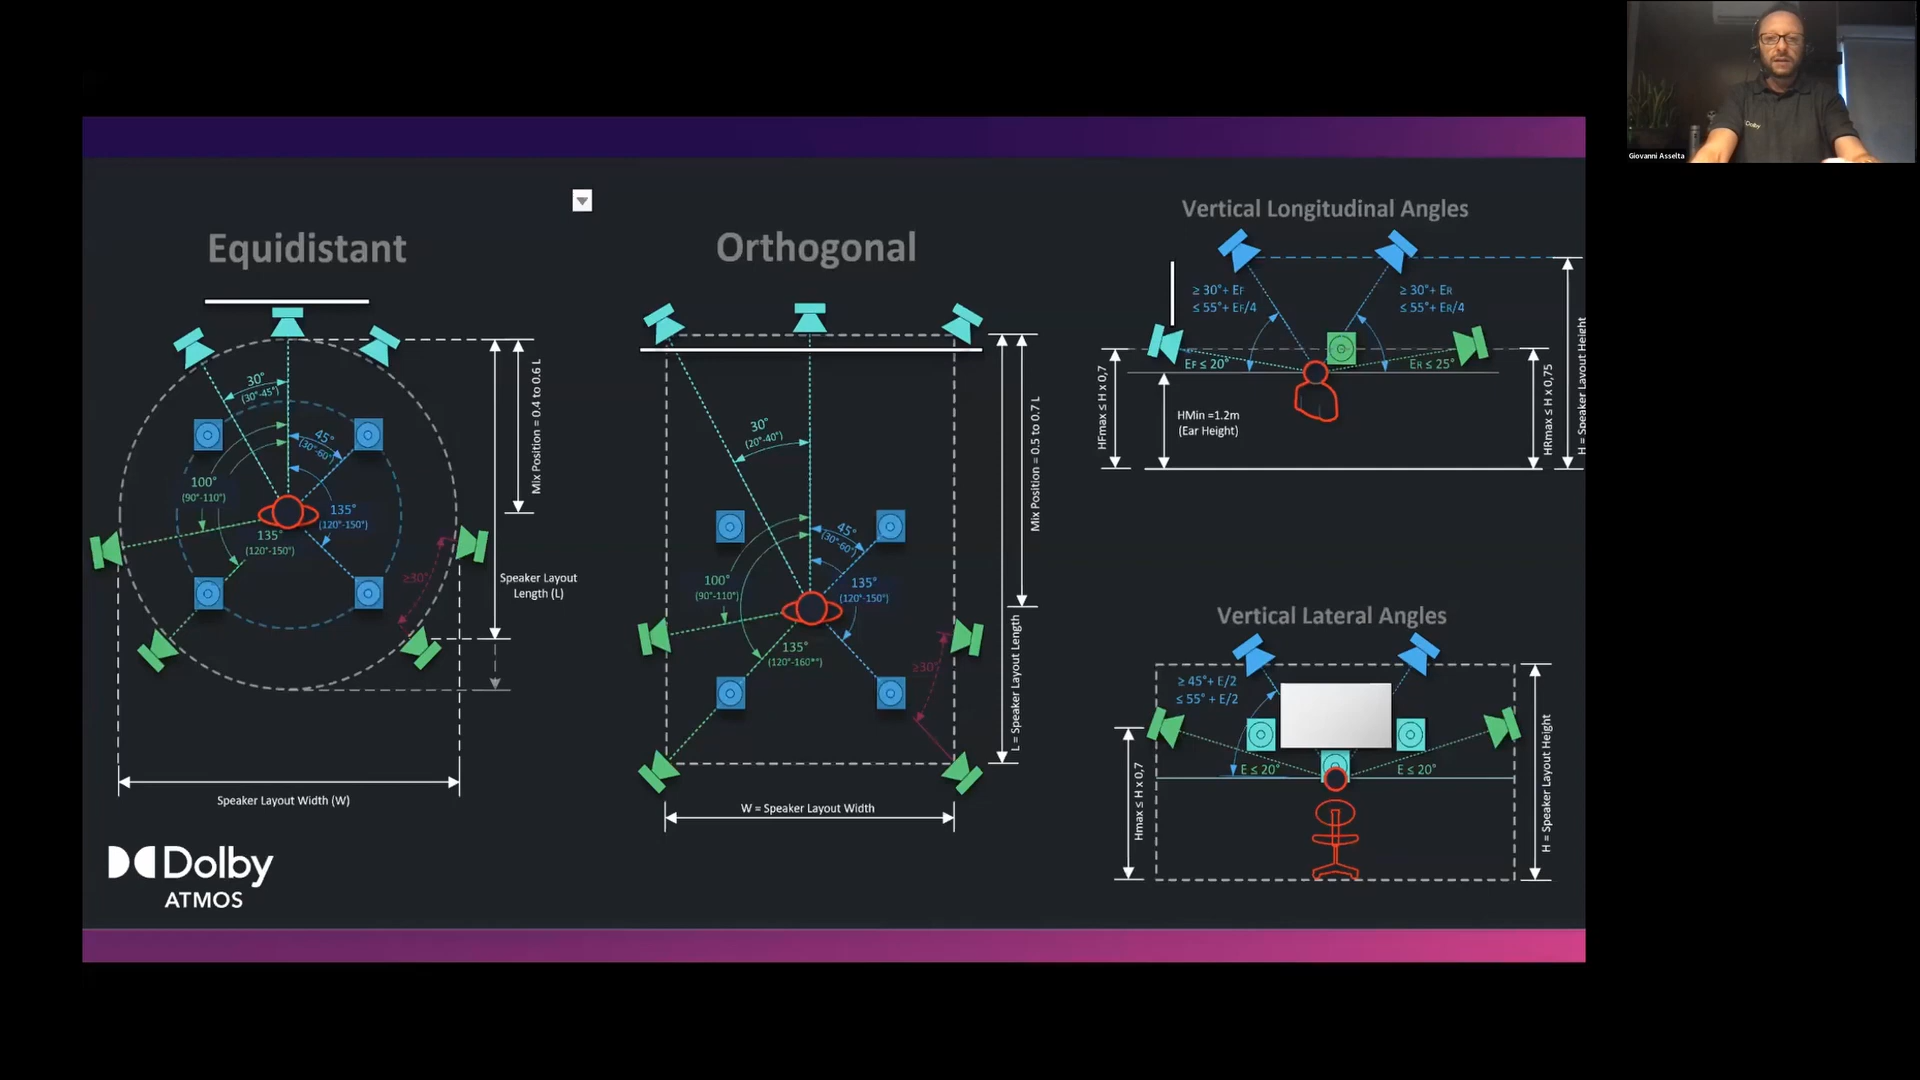 Equidistant
30°
(30°-45°)
45°
(30°-60°)
100°
(90°-110°)
135°
(120°-150°)
135°
(120°-150°)
≥30°
Mix Position = 0.4 to 0.6 L
Speaker Layout
Length (L)
Speaker Layout Width (W)
Dolby
ATMOS
Orthogonal
30°
(20°-40°)
45°
(30°-60°)
100°
(90°-110°)
135°
(120°-150°)
135°
(120°-160°*)
≥30°
Mix Position = 0.5 to 0.7 L
L = Speaker Layout Length
W = Speaker Layout Width
Vertical Longitudinal Angles
≥ 30°+ EF
≤ 55°+ EF/4
≥ 30°+ ER
≤ 55°+ ER/4
EF ≤ 20°
ER ≤ 25°
HFmax ≤ H x 0,7
HMin =1.2m
(Ear Height)
HRmax ≤ H x 0,75
H = Speaker Layout Height
Vertical Lateral Angles
≥ 45°+ E/2
≤ 55° + E/2
E ≤ 20°
E ≤ 20°
Hmax ≤ H x 0,7
H = Speaker Layout Height
Dolby
Giovanni Asselta